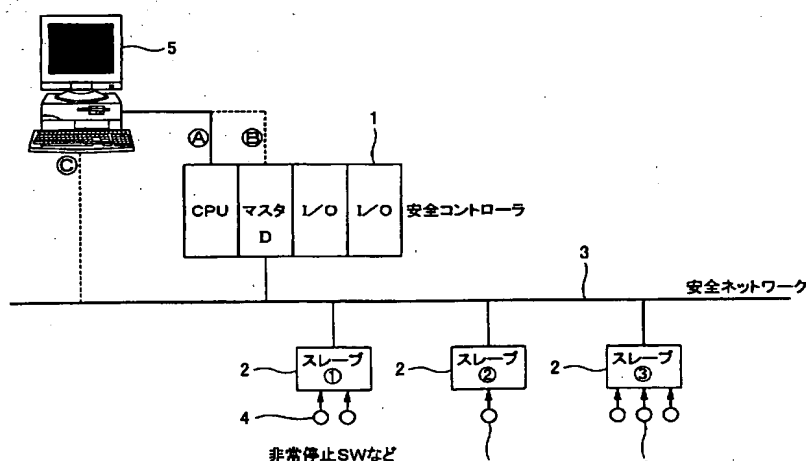 5
Ⓐ
Ⓑ
Ⓒ
1
CPU
マスタ
D
I/O
I/O
安全コントローラ
3
安全ネットワーク
2
スレーブ
①
2
スレーブ
②
2
スレーブ
③
4
非常停止SWなど